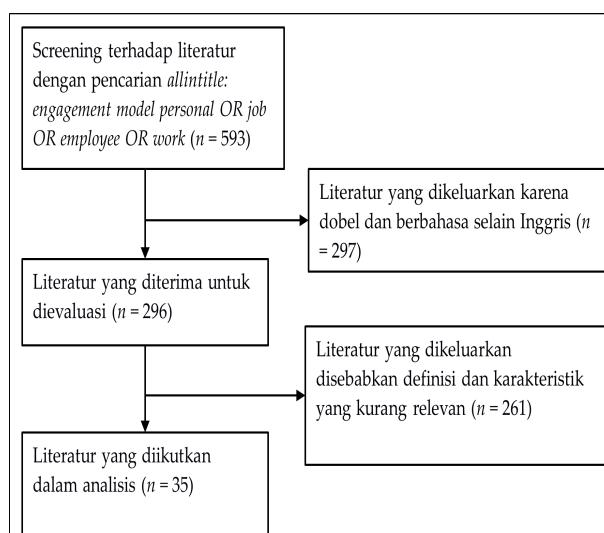 Screening terhadap literatur
dengan pencarian allintitle:
engagement model personal OR job
OR employee OR work (n = 593)
Literatur yang dikeluarkan karena
dobel dan berbahasa selain Inggris (n
= 297)
Literatur yang diterima untuk
dievaluasi (n = 296)
Literatur yang dikeluarkan
disebabkan definisi dan karakteristik
yang kurang relevan (n = 261)
Literatur yang diikutkan
dalam analisis (n = 35)